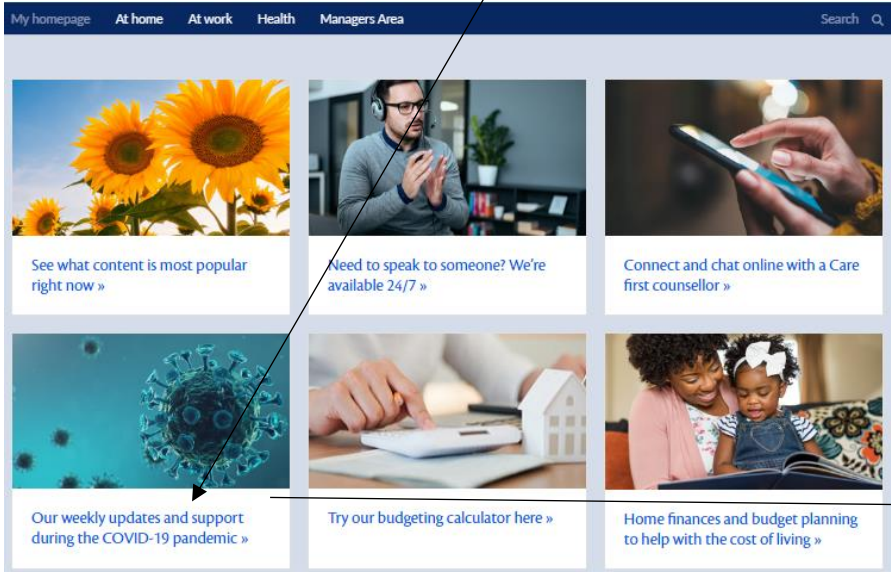 My homepage At home At work Health Managers Area Search
See what content is most popular
right now »
Need to speak to someone? We're
available 24/7 »
Connect and chat online with a Care
first counsellor »
Our weekly updates and support
during the COVID-19 pandemic »
Try our budgeting calculator here »
Home finances and budget planning
to help with the cost of living »